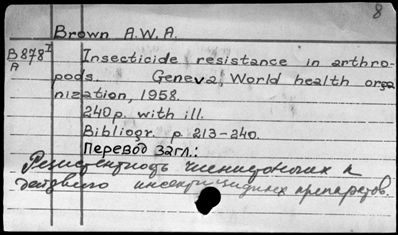 8
Brown A.W.A.
B878 I
A
Insecticide resistance in arthro-
pods. Geneva, World health orga
nization, 1958.
240p. with ill.
Bibliogr. p 213-240.
Перевод загл.:
Резистентность членистоногих к
действию инсектицидных препаратов.